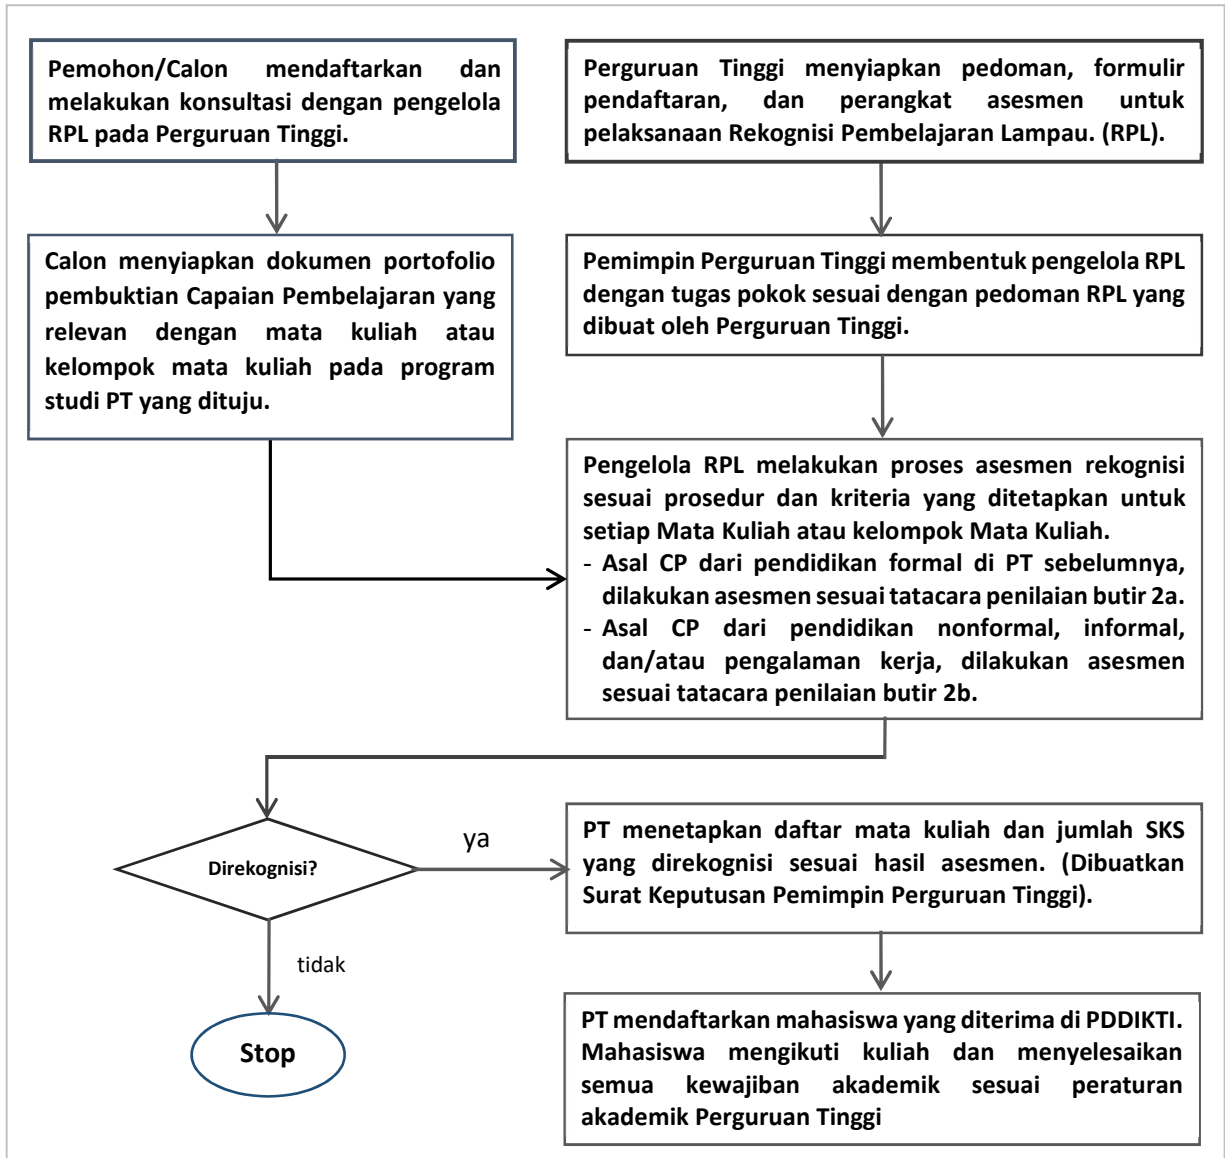 Pemohon/Calon mendaftarkan dan
melakukan konsultasi dengan pengelola
RPL pada Perguruan Tinggi.
Perguruan Tinggi menyiapkan pedoman, formulir
pendaftaran, dan perangkat asesmen untuk
pelaksanaan Rekognisi Pembelajaran Lampau. (RPL).
Calon menyiapkan dokumen portofolio
pembuktian Capaian Pembelajaran yang
relevan dengan mata kuliah atau
kelompok mata kuliah pada program
studi PT yang dituju.
Pemimpin Perguruan Tinggi membentuk pengelola RPL
dengan tugas pokok sesuai dengan pedoman RPL yang
dibuat oleh Perguruan Tinggi.
Pengelola RPL melakukan proses asesmen rekognisi
sesuai prosedur dan kriteria yang ditetapkan untuk
setiap Mata Kuliah atau kelompok Mata Kuliah.
- Asal CP dari pendidikan formal di PT sebelumnya,
dilakukan asesmen sesuai tatacara penilaian butir 2a.
- Asal CP dari pendidikan nonformal, informal,
dan/atau pengalaman kerja, dilakukan asesmen
sesuai tatacara penilaian butir 2b.
Direkognisi?
ya
PT menetapkan daftar mata kuliah dan jumlah SKS
yang direkognisi sesuai hasil asesmen. (Dibuatkan
Surat Keputusan Pemimpin Perguruan Tinggi).
tidak
Stop
PT mendaftarkan mahasiswa yang diterima di PDDIKTI.
Mahasiswa mengikuti kuliah dan menyelesaikan
semua kewajiban akademik sesuai peraturan
akademik Perguruan Tinggi